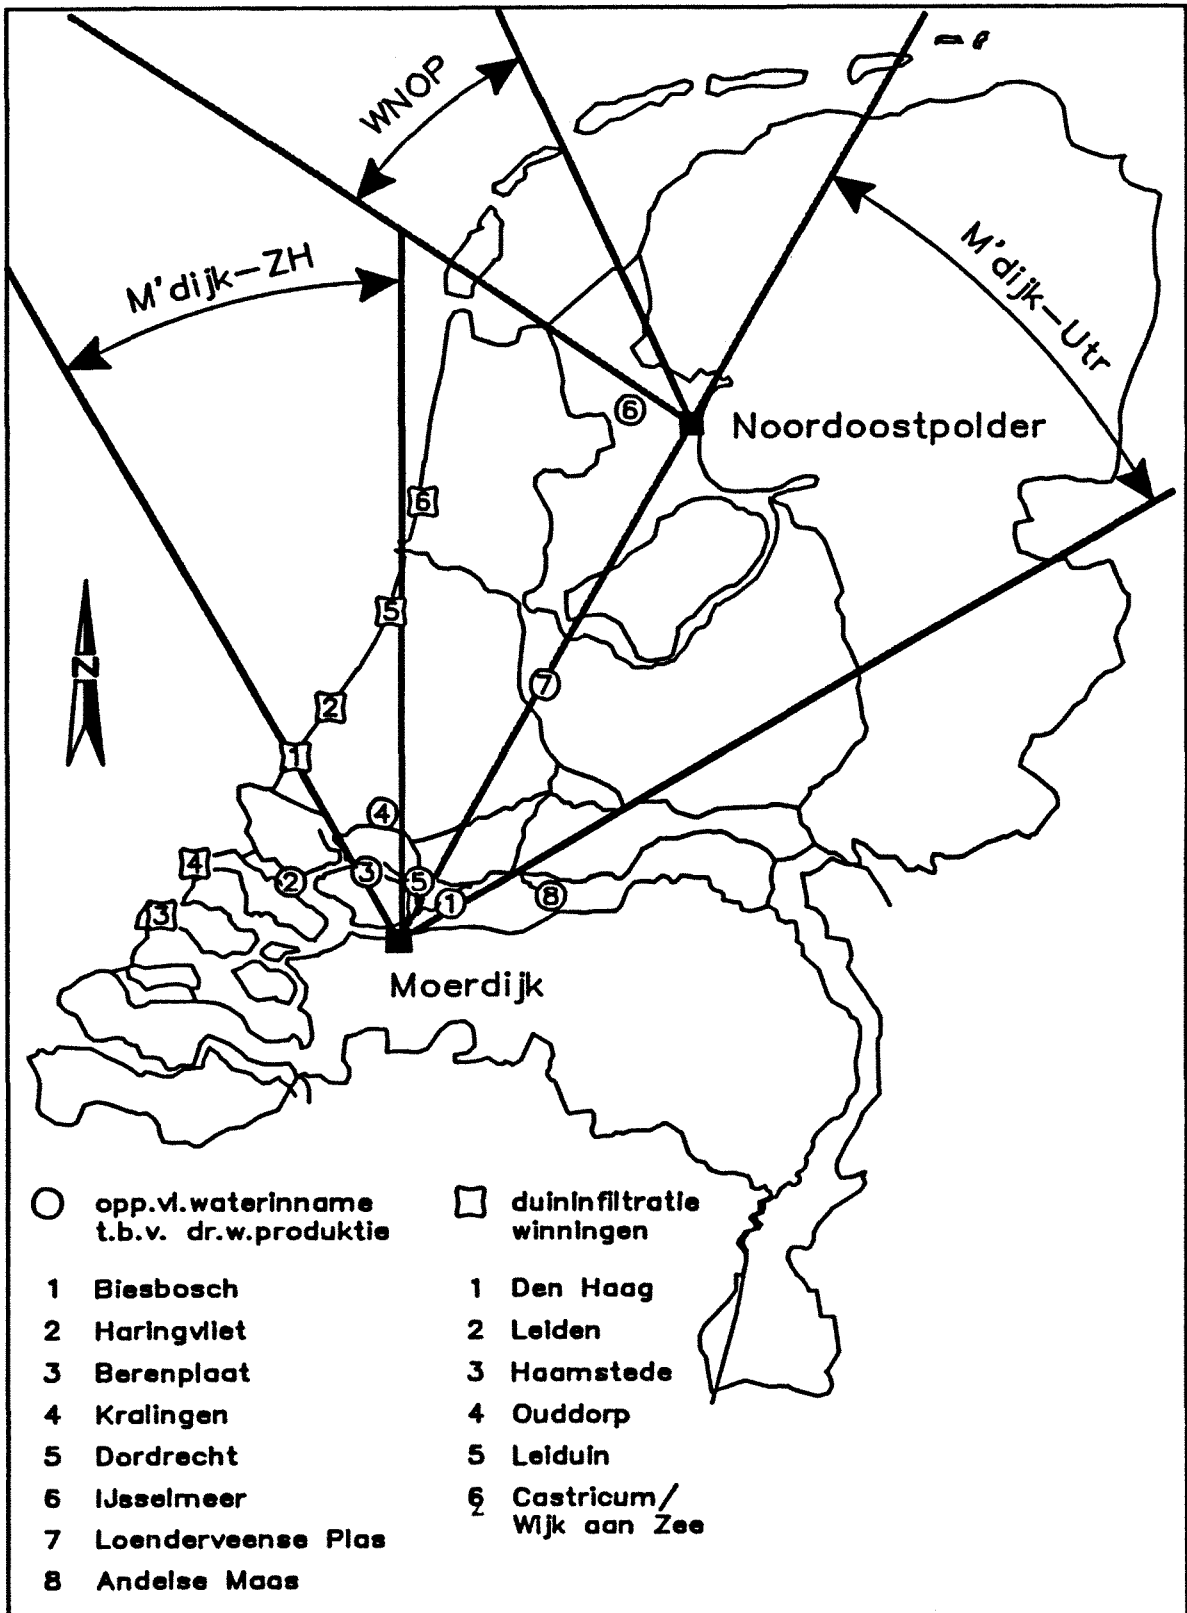 WNOP
M'dijk-ZH
M'dijk-Utr
6
Noordoostpolder
6
5
N
7
2
1
4
4
3
5
2
1
8
3
Moerdijk
opp.vl.waterinname
t.b.v. dr.w.produktie
1 Biesbosch
2 Haringvliet
3 Berenplaat
4 Kralingen
5 Dordrecht
6 IJsselmeer
7 Loenderveense Plas
8 Andelse Maas
duininfiltratie
winningen
1 Den Haag
2 Leiden
3 Haamstede
4 Ouddorp
5 Leiduin
6 Castricum/
Wijk aan Zee